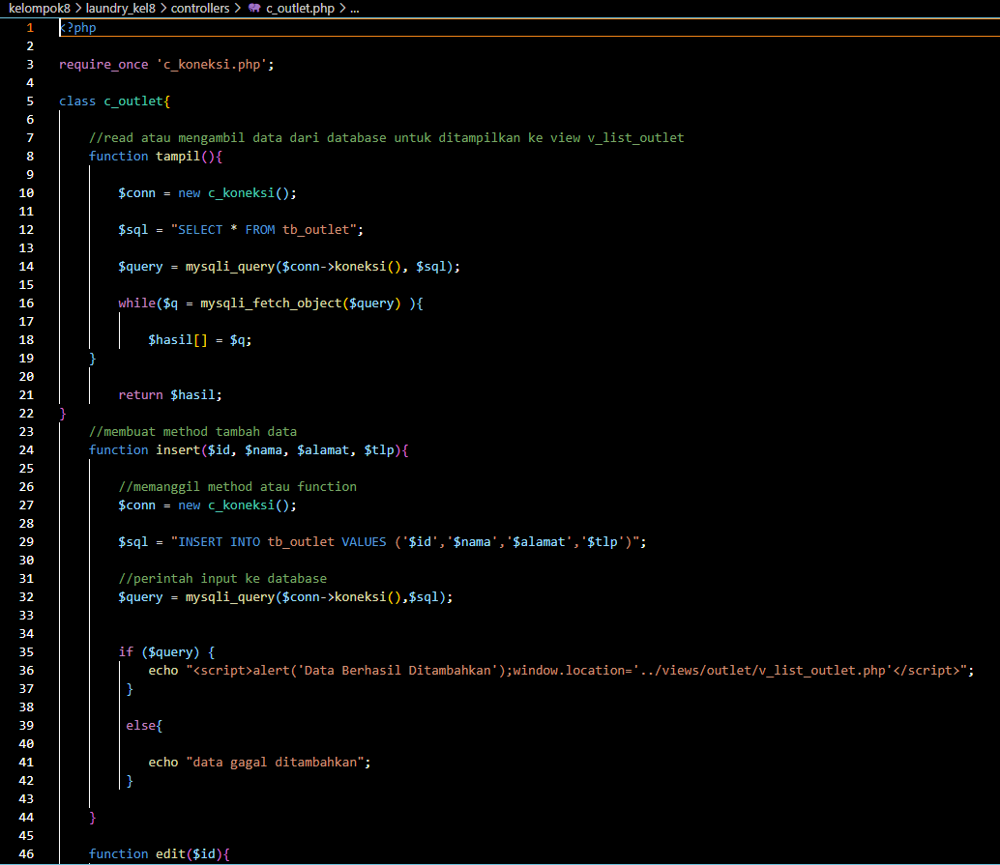 kelompok8 > laundry_kel8 > controllers > c_outlet.php > ...
1 <?php
2
3 require_once 'c_koneksi.php';
4
5 class c_outlet{
6
7 //read atau mengambil data dari database untuk ditampilkan ke view v_list_outlet
8 function tampil(){
9
10 $conn = new c_koneksi();
11
12 $sql = "SELECT * FROM tb_outlet";
13
14 $query = mysqli_query($conn->koneksi(), $sql);
15
16 while($q = mysqli_fetch_object($query) ){
17
18 $hasil[] = $q;
19 }
20
21 return $hasil;
22 }
23 //membuat method tambah data
24 function insert($id, $nama, $alamat, $tlp){
25
26 //memanggil method atau function
27 $conn = new c_koneksi();
28
29 $sql = "INSERT INTO tb_outlet VALUES ('$id','$nama','$alamat','$tlp')";
30
31 //perintah input ke database
32 $query = mysqli_query($conn->koneksi(),$sql);
33
34
35 if ($query) {
36 echo "<script>alert('Data Berhasil Ditambahkan');window.location='../views/outlet/v_list_outlet.php'</script>";
37 }
38
39 else{
40
41 echo "data gagal ditambahkan";
42 }
43
44 }
45
46 function edit($id){